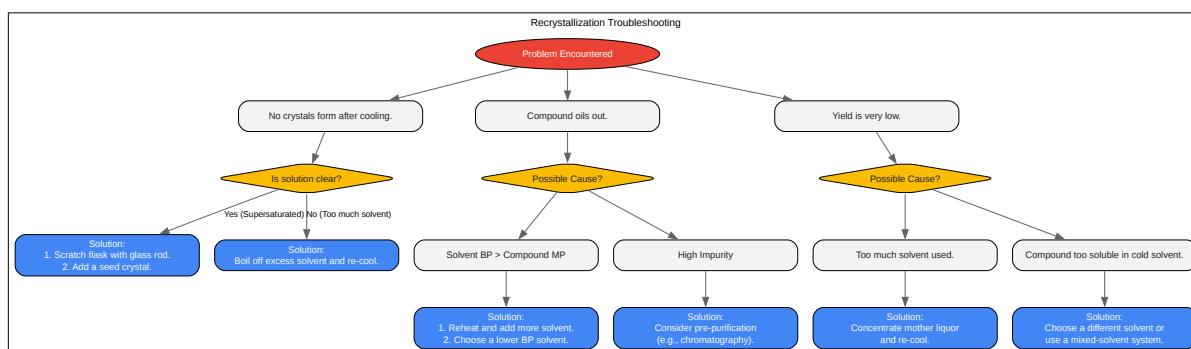 Recrystallization Troubleshooting
Problem Encountered
No crystals form after cooling.
Compound oils out.
Yield is very low.
Is solution clear?
Possible Cause?
Possible Cause?
Yes (Supersaturated)
No (Too much solvent)
Solution:
1. Scratch flask with glass rod.
2. Add a seed crystal.
Solution:
Boil off excess solvent and re-cool.
Solvent BP > Compound MP
High Impurity
Too much solvent used.
Compound too soluble in cold solvent.
Solution:
1. Reheat and add more solvent.
2. Choose a lower BP solvent.
Solution:
Consider pre-purification
(e.g., chromatography).
Solution:
Concentrate mother liquor
and re-cool.
Solution:
Choose a different solvent or
use a mixed-solvent system.